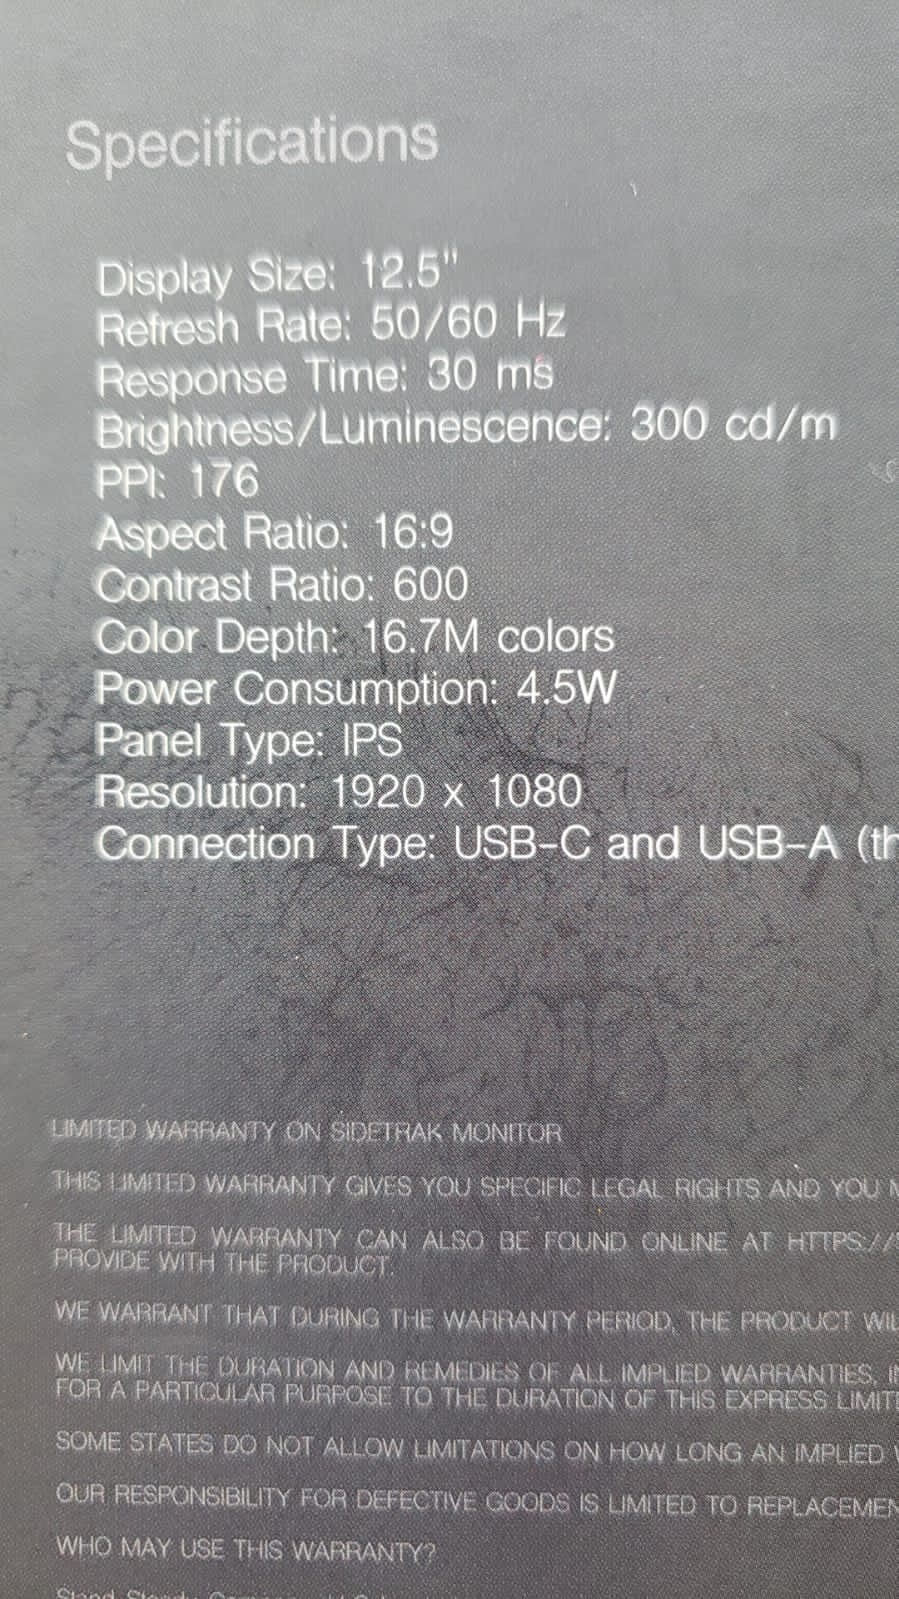 Specifications
Display Size: 12.5"
Refresh Rate: 50/60 Hz
Response Time: 30 ms
Brightness/Luminescence: 300 cd/m
PPI: 176
Aspect Ratio: 16:9
Contrast Ratio: 600
Color Depth: 16.7M colors
Power Consumption: 4.5W
Panel Type: IPS
Resolution: 1920 x 1080
Connection Type: USB-C and USB-A (th
LIMITED WARRANTY ON SIDETRAK MONITOR
THIS LIMITED WARRANTY GIVES YOU SPECIFIC LEGAL RIGHTS AND YOU M
THE LIMITED WARRANTY CAN ALSO BE FOUND ONLINE AT HTTPS://
PROVIDE WITH THE PRODUCT.
WE WARRANT THAT DURING THE WARRANTY PERIOD, THE PRODUCT WIL
WE LIMIT THE DURATION AND REMEDIES OF ALL IMPLIED WARRANTIES, IN
FOR A PARTICULAR PURPOSE TO THE DURATION OF THIS EXPRESS LIMITE
SOME STATES DO NOT ALLOW LIMITATIONS ON HOW LONG AN IMPLIED W
OUR RESPONSIBILITY FOR DEFECTIVE GOODS IS LIMITED TO REPLACEMEN
WHO MAY USE THIS WARRANTY?